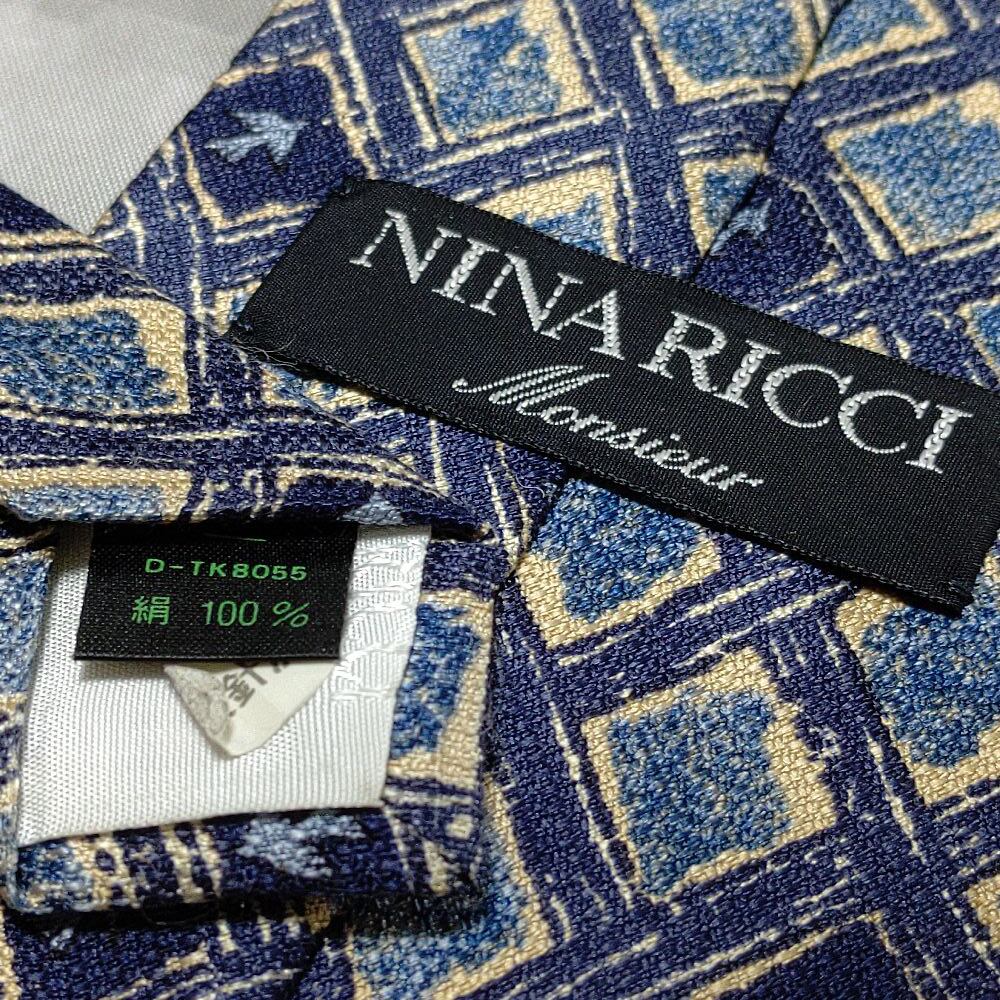 NINA RICCI
Monsieur
D-TK8055
絹 100%